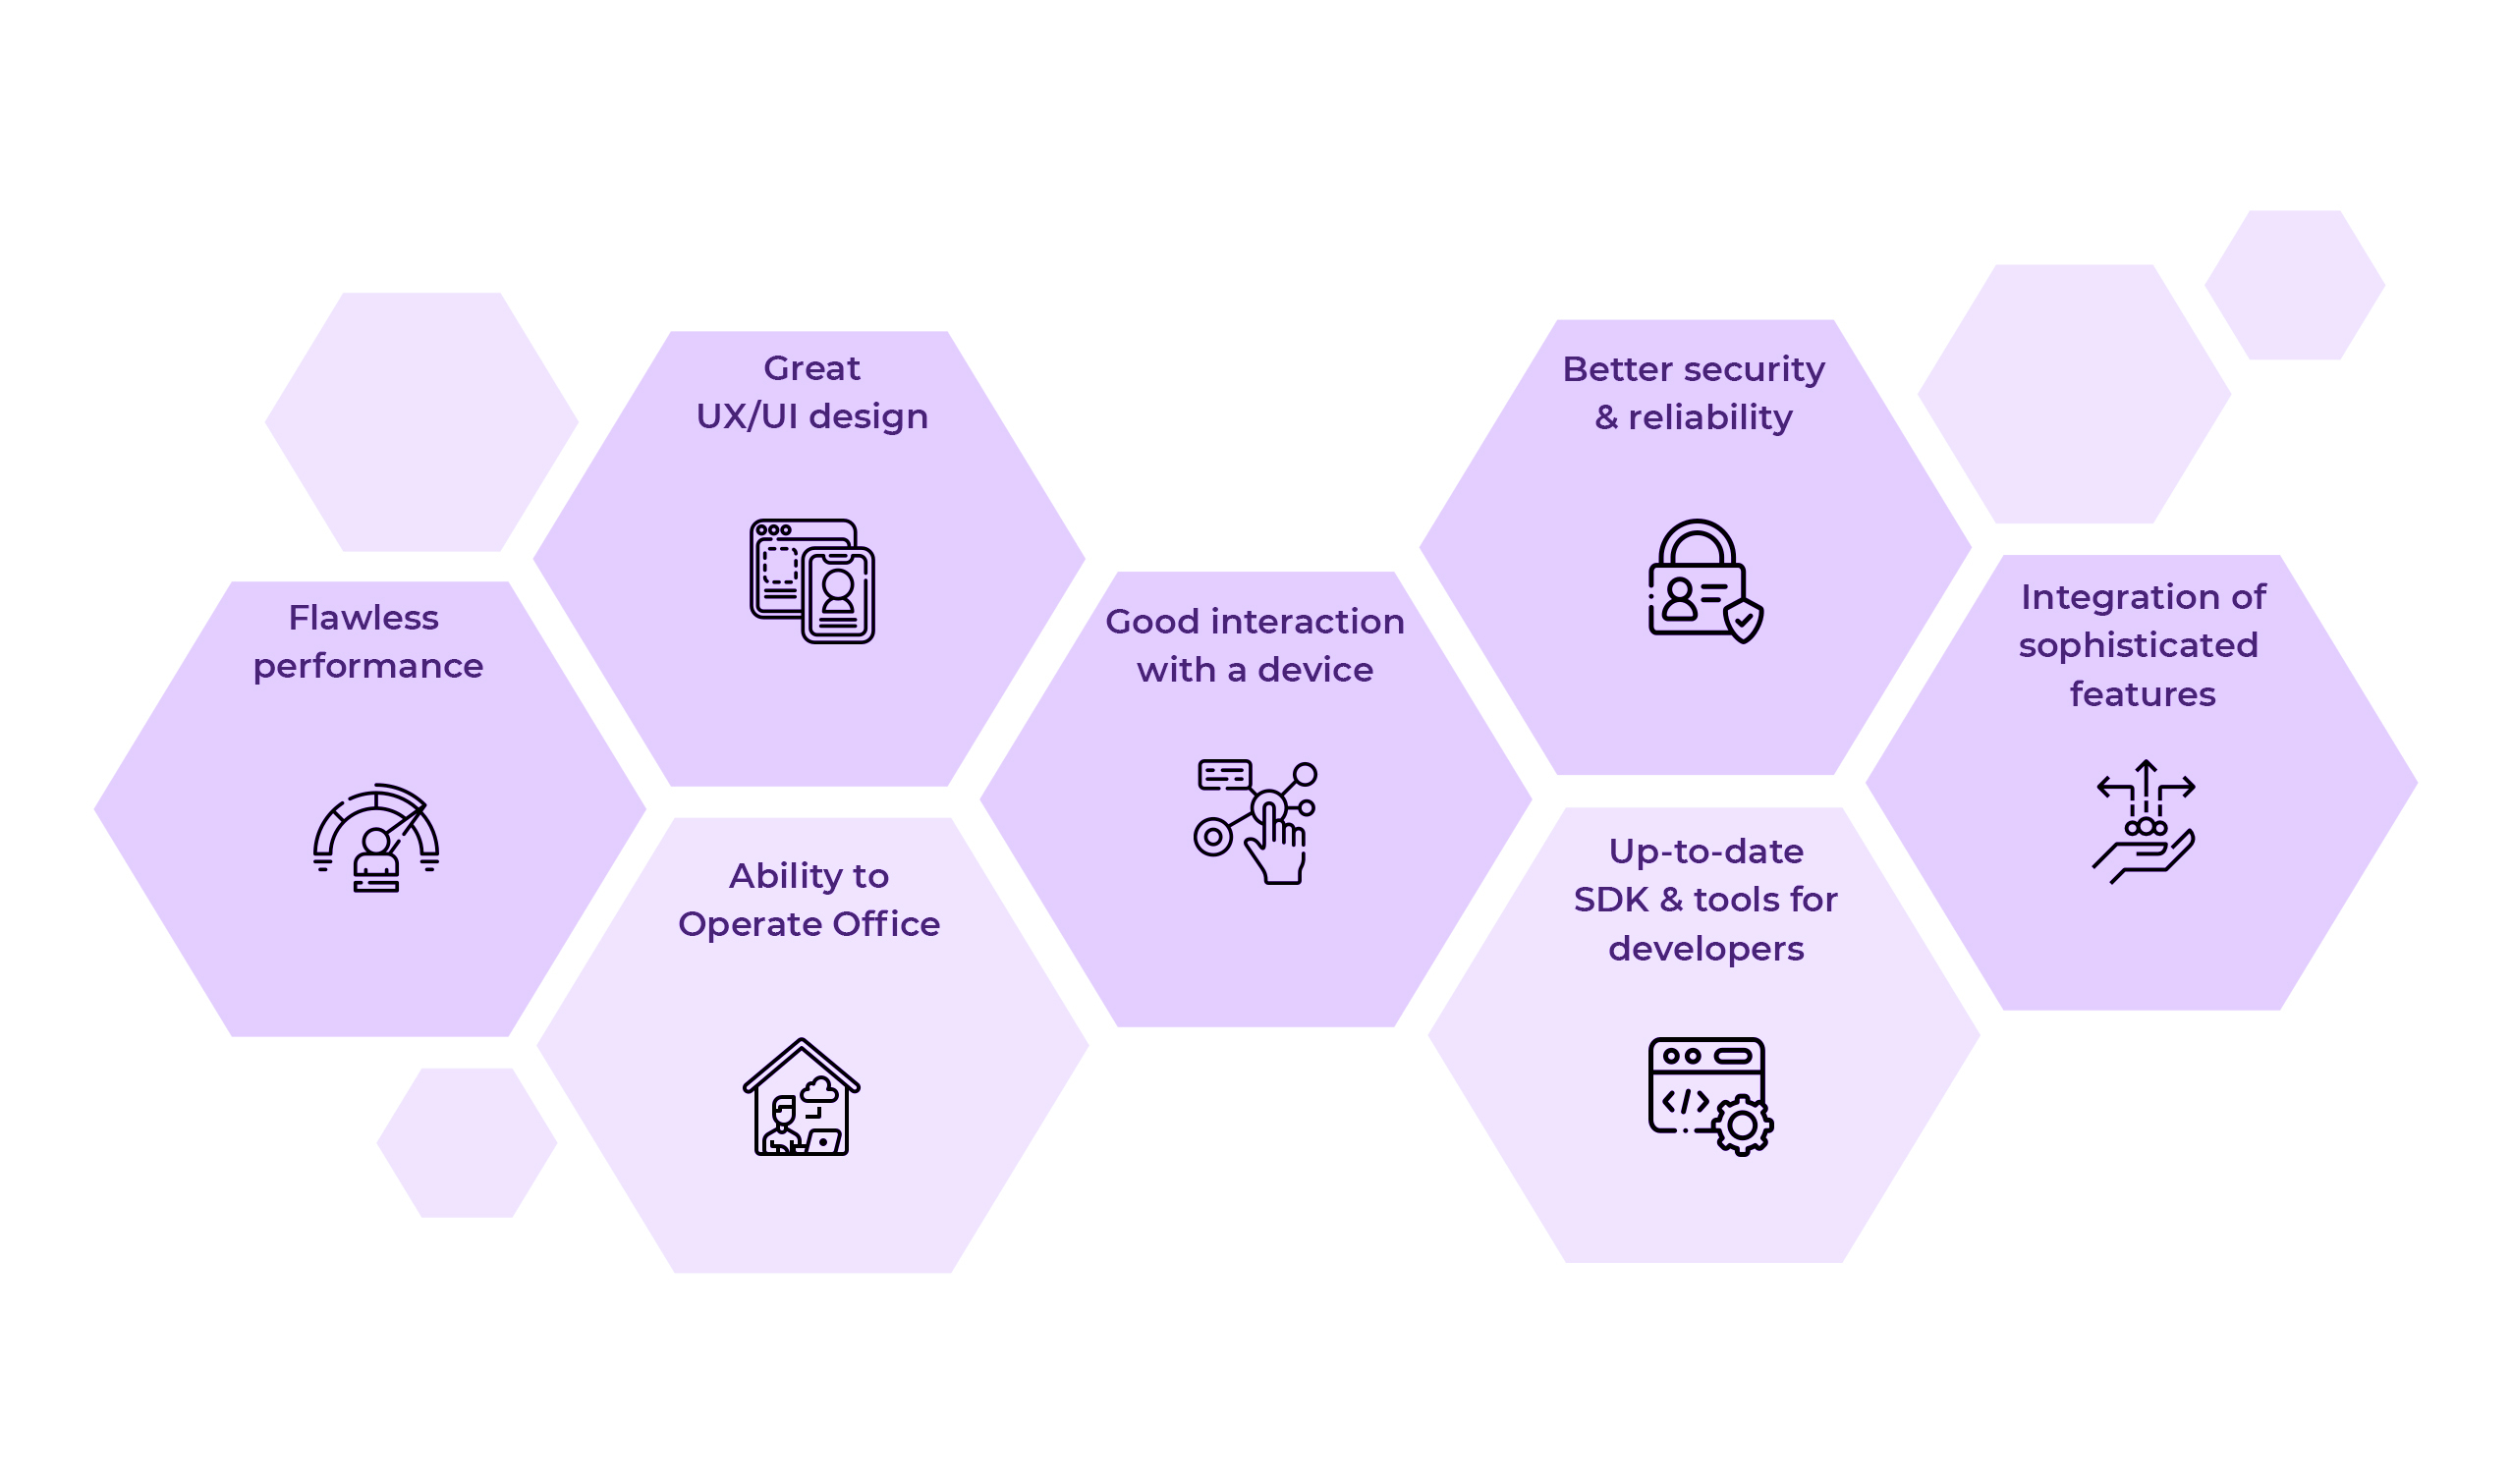 Great
UX/UI design
Better security
& reliability
Flawless
performance
Good interaction
with a device
Integration of
sophisticated
features
Ability to
Operate Office
Up-to-date
SDK & tools for
developers